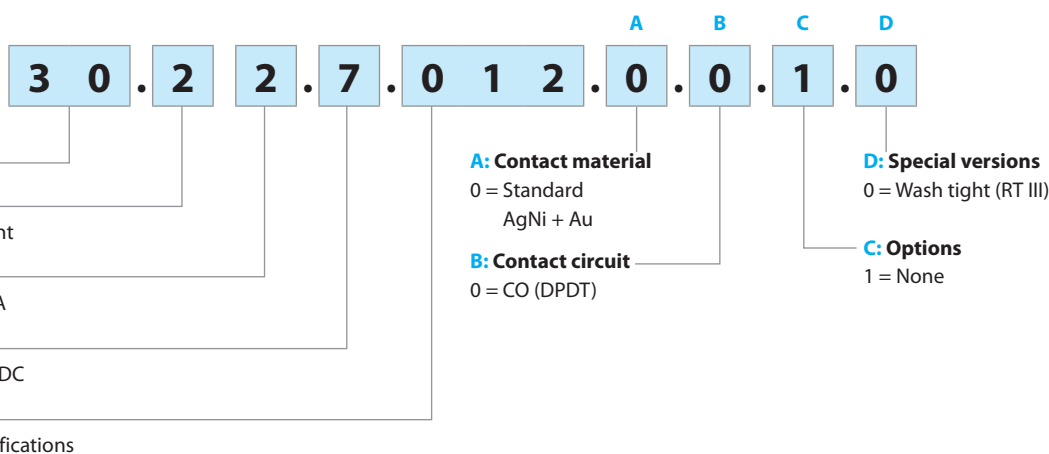 A B C D
3 0 . 2 2 . 7 . 0 1 2 . 0 . 0 . 1 . 0
A: Contact material
0 = Standard
AgNi + Au
B: Contact circuit
0 = CO (DPDT)
D: Special versions
0 = Wash tight (RT III)
C: Options
1 = None
nt
A
DC
fications